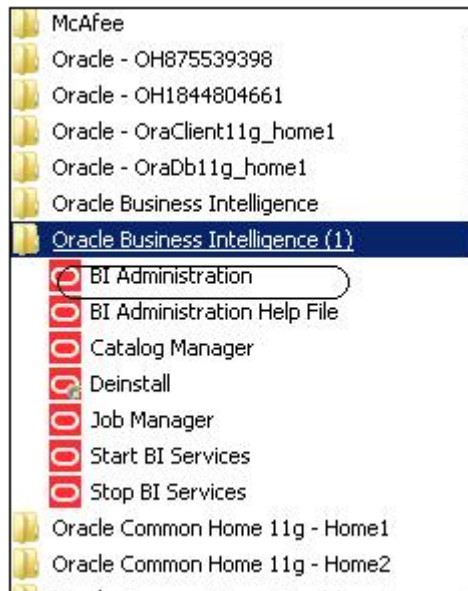 McAfee
Oracle - OH875539398
Oracle - OH1844804661
Oracle - OraClient11g_home1
Oracle - OraDb11g_home1
Oracle Business Intelligence
Oracle Business Intelligence (1)
BI Administration
BI Administration Help File
Catalog Manager
Deinstall
Job Manager
Start BI Services
Stop BI Services
Oracle Common Home 11g - Home1
Oracle Common Home 11g - Home2